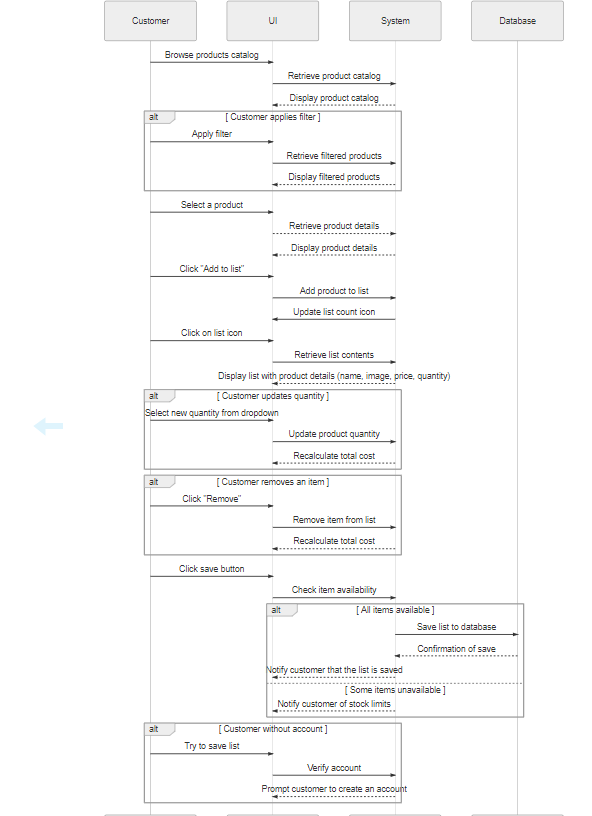 Customer
UI
System
Database
Browse products catalog
Retrieve product catalog
Display product catalog
alt
[ Customer applies filter ]
Apply filter
Retrieve filtered products
Display filtered products
Select a product
Retrieve product details
Display product details
Click "Add to list"
Add product to list
Update list count icon
Click on list icon
Retrieve list contents
Display list with product details (name, image, price, quantity)
alt
[ Customer updates quantity ]
Select new quantity from dropdown
Update product quantity
Recalculate total cost
alt
[ Customer removes an item ]
Click "Remove"
Remove item from list
Recalculate total cost
Click save button
Check item availability
alt
[ All items available ]
Save list to database
Confirmation of save
Notify customer that the list is saved
[ Some items unavailable ]
Notify customer of stock limits
alt
[ Customer without account ]
Try to save list
Verify account
Prompt customer to create an account